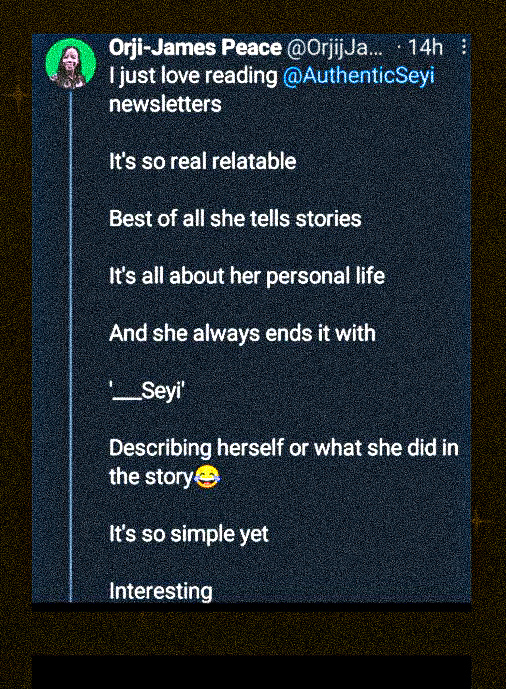 Orji-James Peace @OrjijJa... · 14h
I just love reading @AuthenticSeyi
newsletters
It's so real relatable
Best of all she tells stories
It's all about her personal life
And she always ends it with
'___Seyi'
Describing herself or what she did in
the story😂
It's so simple yet
Interesting